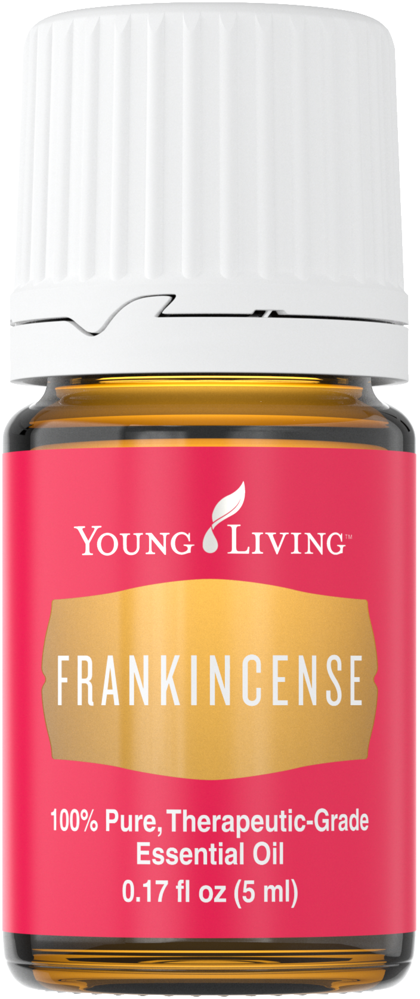 YOUNG LIVING™
FRANKINCENSE
100% Pure, Therapeutic-Grade
Essential Oil
0.17 fl oz (5 ml)